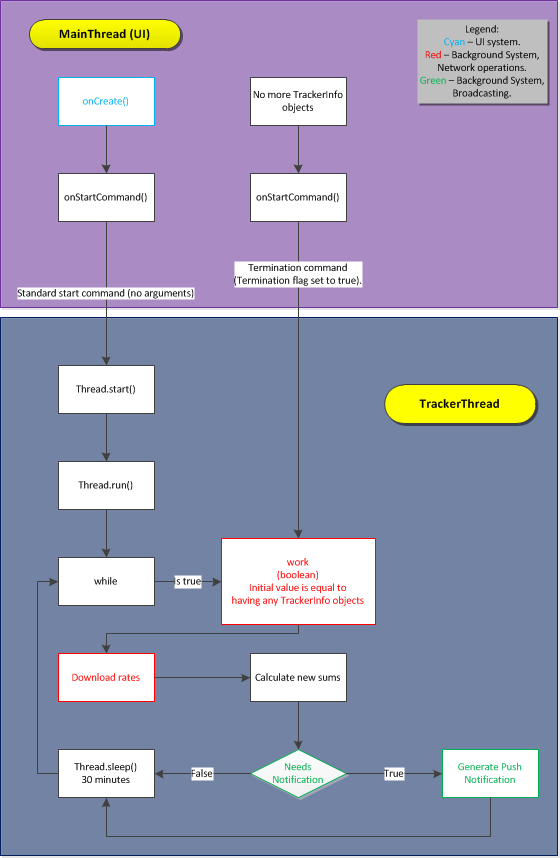 MainThread (UI)
Legend:
Cyan – UI system.
Red – Background System,
Network operations.
Green – Background System,
Broadcasting.
onCreate()
No more TrackerInfo
objects
onStartCommand()
onStartCommand()
Termination command
(Termination flag set to true).
Standard start command (no arguments)
Thread.start()
TrackerThread
Thread.run()
while
Is true
work
(boolean)
Initial value is equal to
having any TrackerInfo objects
Download rates
Calculate new sums
Thread.sleep()
30 minutes
False
Needs
Notification
True
Generate Push
Notification